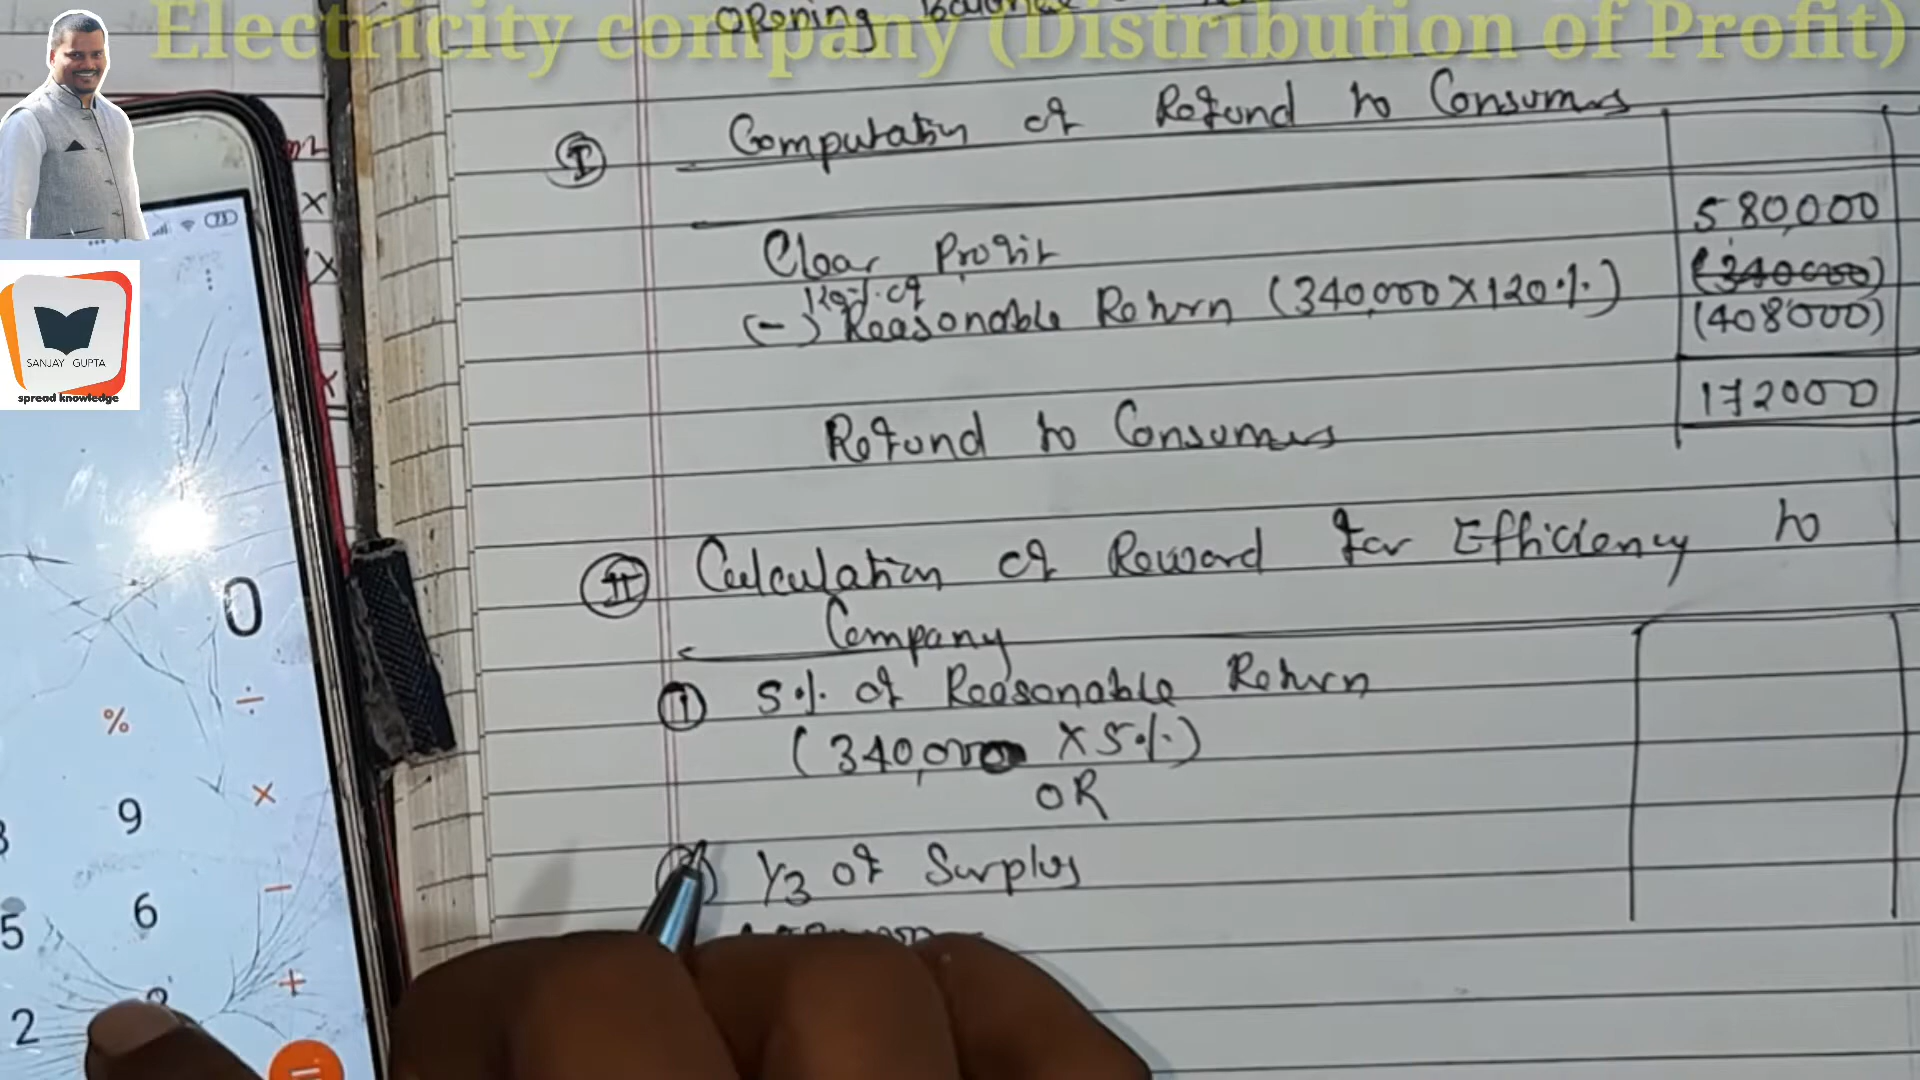 opening
Electricity company (Distribution of Profit)
I Computation of Refund to Consumers
Clear Profit 580,000
120% of (340000)
(-) Reasonable Return (340,000 X 120%) (408000)
Refund to Consumers 172000
II Calculation of Reward for Efficiency to
Company
1 5% of Reasonable Return
(340,000 X 5%)
OR
1/3 of Surplus
SANJAY GUPTA
spread knowledge
73
0
%
÷
9
×
5
6
−
2
+
=